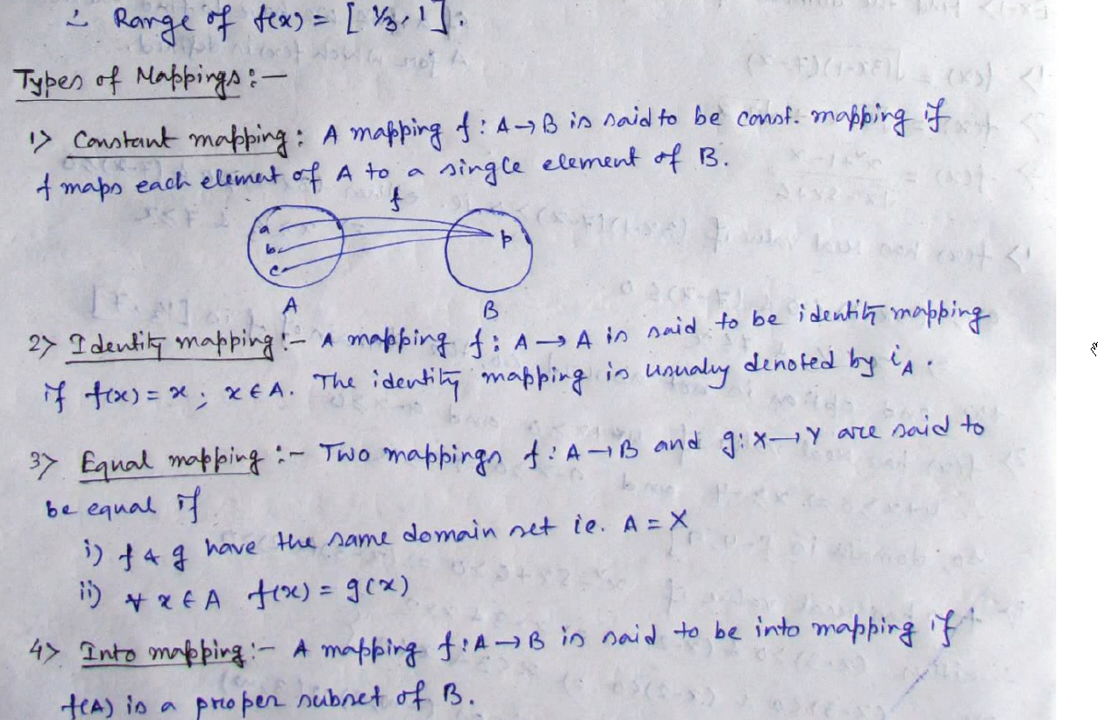 ∴ Range of f(x) = [ 1/3, 1 ].
Types of Mappings :—
1> Constant mapping : A mapping f : A → B is said to be const. mapping if
f maps each element of A to a single element of B.
f
a
b
c
p
A B
2> Identity mapping :- A mapping f : A → A is said to be identity mapping
if f(x) = x ; x ∈ A. The identity mapping is usually denoted by i_A .
3> Equal mapping :- Two mappings f : A → B and g : X → Y are said to
be equal if
i) f & g have the same domain set ie. A = X
ii) ∀ x ∈ A f(x) = g(x)
4> Into mapping :- A mapping f : A → B is said to be into mapping if
f(A) is a proper subset of B.